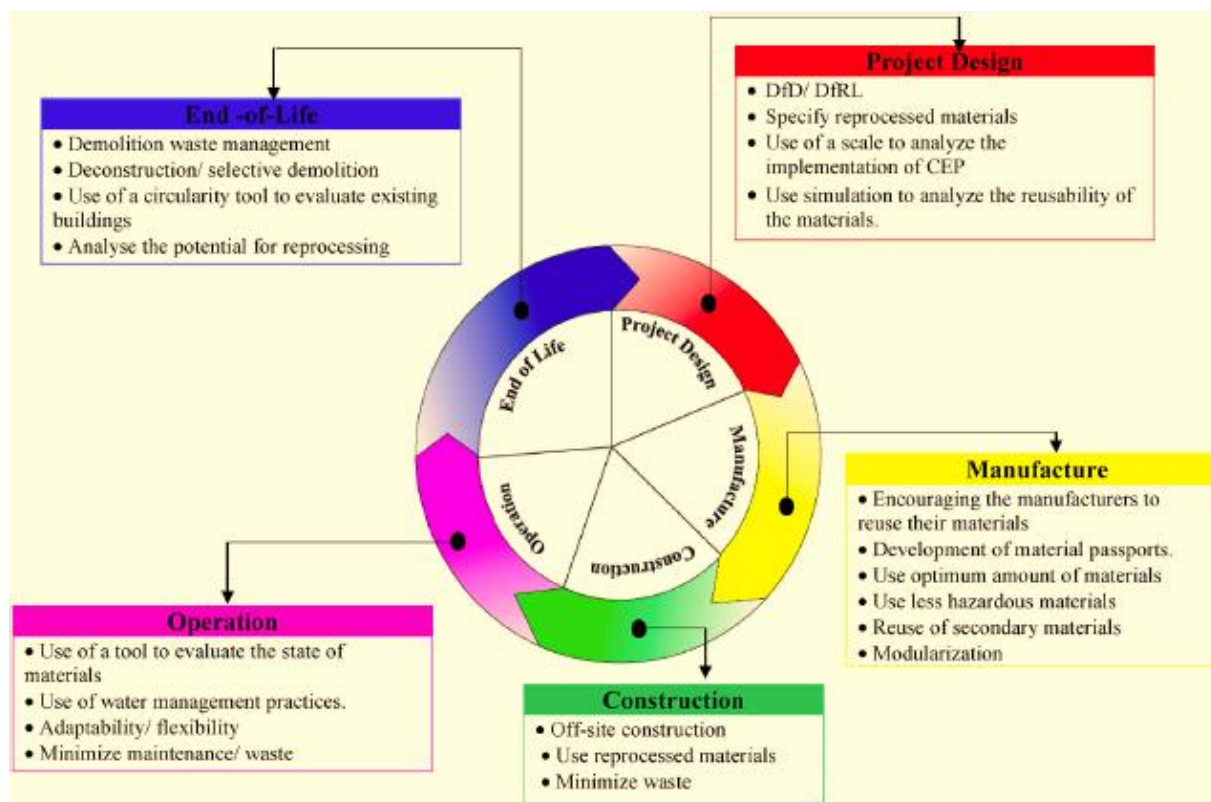 Project Design
• DfD/ DfRL
• Specify reprocessed materials
• Use of a scale to analyze the
implementation of CEP
• Use simulation to analyze the reusability of
the materials.
End -of-Life
• Demolition waste management
• Deconstruction/ selective demolition
• Use of a circularity tool to evaluate existing
buildings
• Analyse the potential for reprocessing
Project Design
End of Life
Manufacture
Operation
Construction
Manufacture
• Encouraging the manufacturers to
reuse their materials
• Development of material passports.
• Use optimum amount of materials
• Use less hazardous materials
• Reuse of secondary materials
• Modularization
Operation
• Use of a tool to evaluate the state of
materials
• Use of water management practices.
• Adaptability/ flexibility
• Minimize maintenance/ waste
Construction
• Off-site construction
• Use reprocessed materials
• Minimize waste